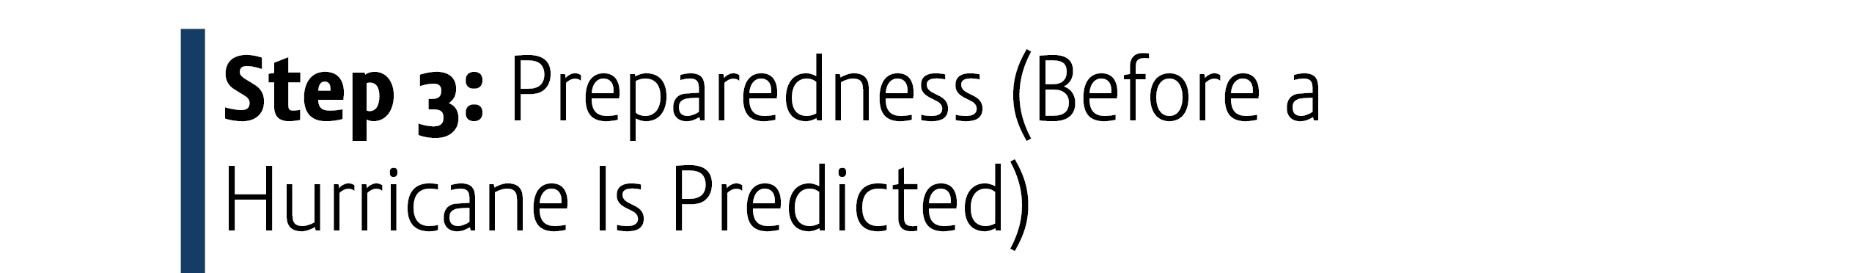 Step 3: Preparedness (Before a
Hurricane Is Predicted)